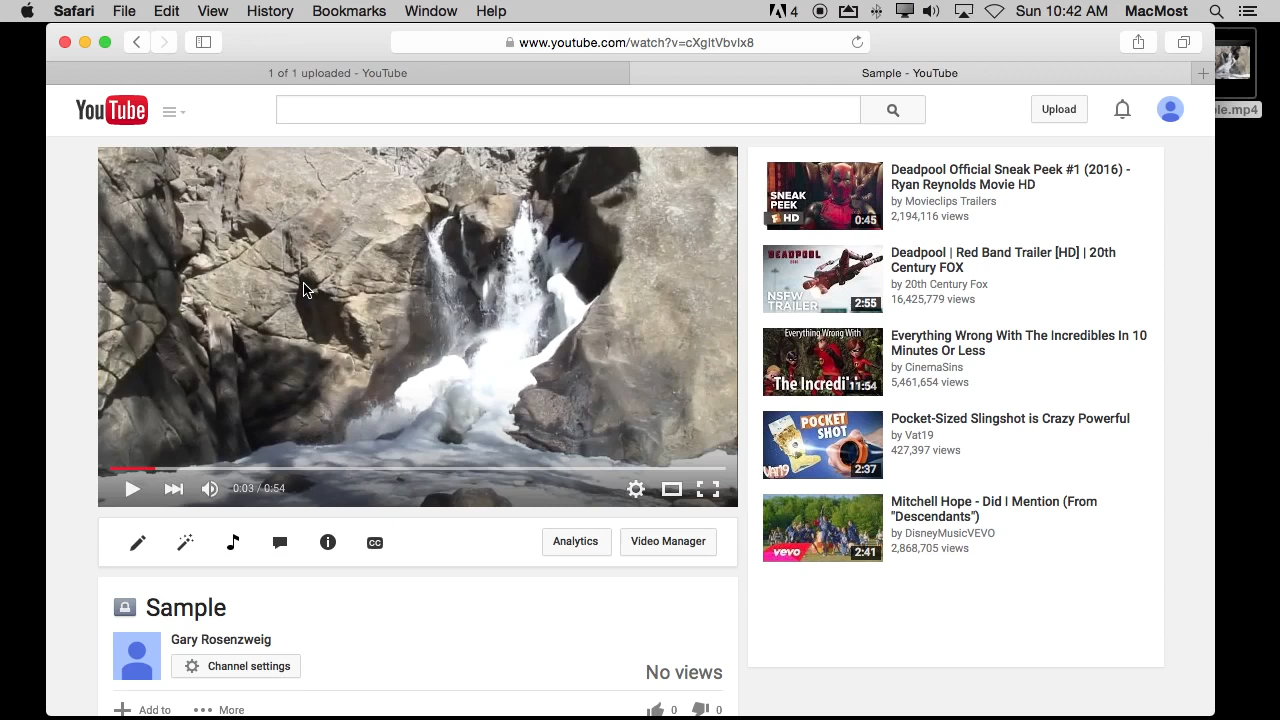 Safari File Edit View History Bookmarks Window Help
4 Sun 10:42 AM MacMost
www.youtube.com/watch?v=cXgltVbvlx8
1 of 1 uploaded - YouTube
Sample - YouTube
YouTube
Upload
le.mp4
0:03 / 0:54
SNEAK
PEEK
HD
0:45
Deadpool Official Sneak Peek #1 (2016) -
Ryan Reynolds Movie HD
by Movieclips Trailers
2,194,116 views
DEADPOOL
NSFW
TRAILER
2:55
Deadpool | Red Band Trailer [HD] | 20th
Century FOX
by 20th Century Fox
16,425,779 views
Everything Wrong With
The Incredi
11:54
Everything Wrong With The Incredibles In 10
Minutes Or Less
by CinemaSins
5,461,654 views
POCKET
SHOT
Vat19
2:37
Pocket-Sized Slingshot is Crazy Powerful
by Vat19
427,397 views
vevo
2:41
Mitchell Hope - Did I Mention (From
"Descendants")
by DisneyMusicVEVO
2,868,705 views
CC
Analytics
Video Manager
Sample
Gary Rosenzweig
Channel settings
No views
Add to
More
0
0